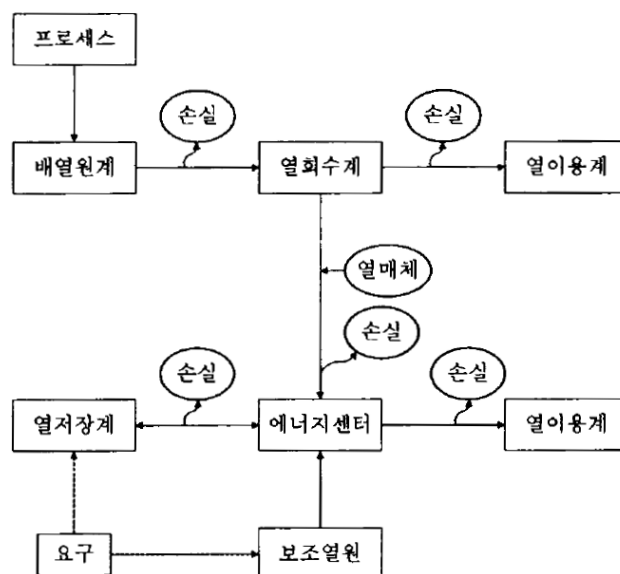 프로세스
손실
손실
배열원계
열회수계
열이용계
열매체
손실
손실
손실
열저장계
에너지센터
열이용계
요구
보조열원